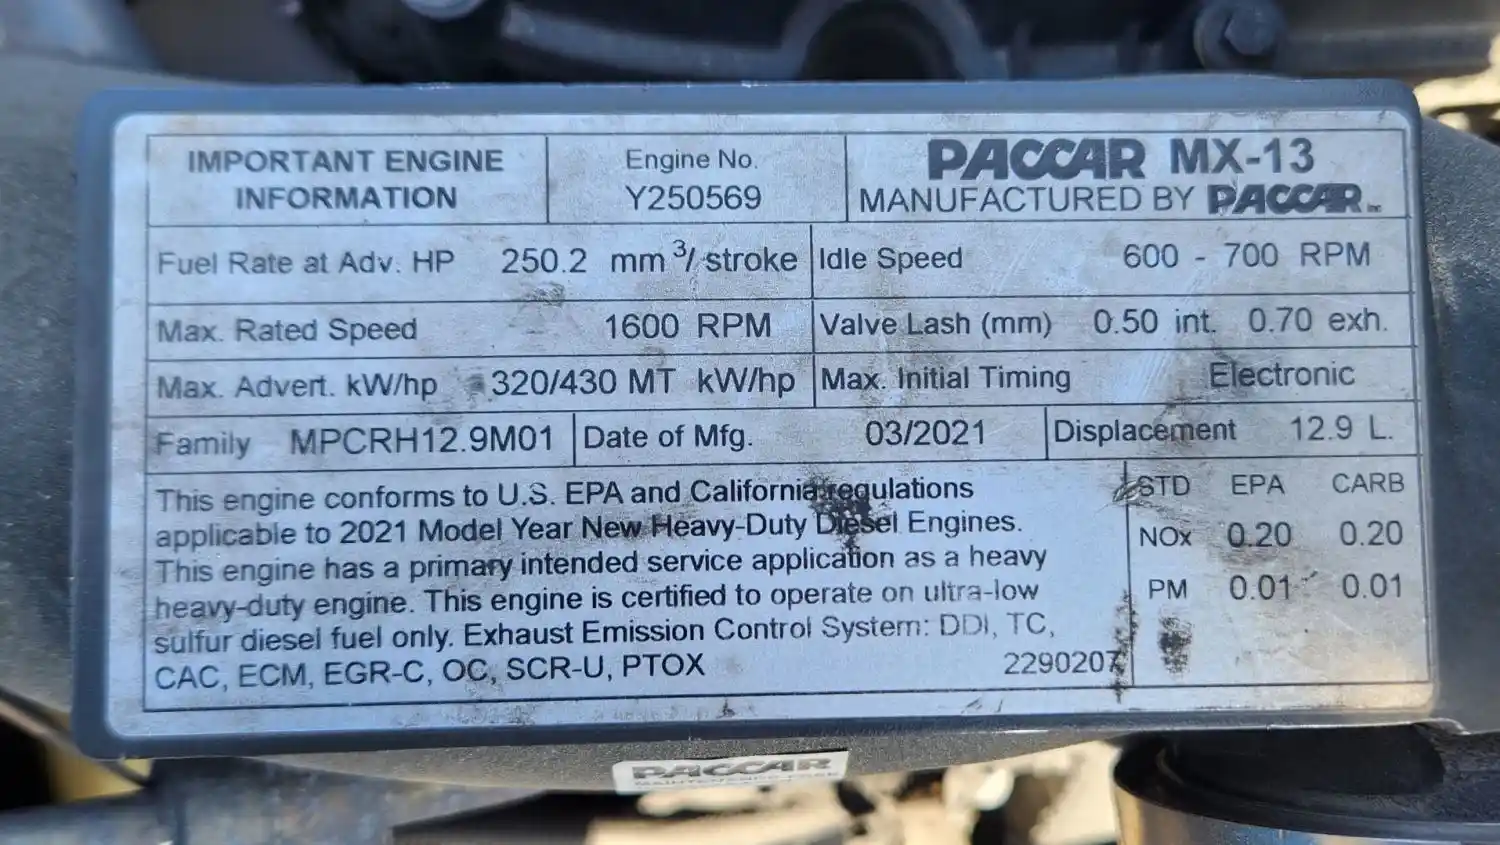 IMPORTANT ENGINE
INFORMATION
Engine No.
Y250569
PACCAR MX-13
MANUFACTURED BY PACCAR Inc
Fuel Rate at Adv. HP 250.2 mm³/ stroke
Idle Speed 600 - 700 RPM
Max. Rated Speed 1600 RPM
Valve Lash (mm) 0.50 int. 0.70 exh.
Max. Advert. kW/hp 320/430 MT kW/hp
Max. Initial Timing Electronic
Family MPCRH12.9M01
Date of Mfg. 03/2021
Displacement 12.9 L.
This engine conforms to U.S. EPA and California regulations
applicable to 2021 Model Year New Heavy-Duty Diesel Engines.
This engine has a primary intended service application as a heavy
heavy-duty engine. This engine is certified to operate on ultra-low
sulfur diesel fuel only. Exhaust Emission Control System: DDI, TC,
CAC, ECM, EGR-C, OC, SCR-U, PTOX
2290207
STD EPA CARB
NOx 0.20 0.20
PM 0.01 0.01
PACCAR